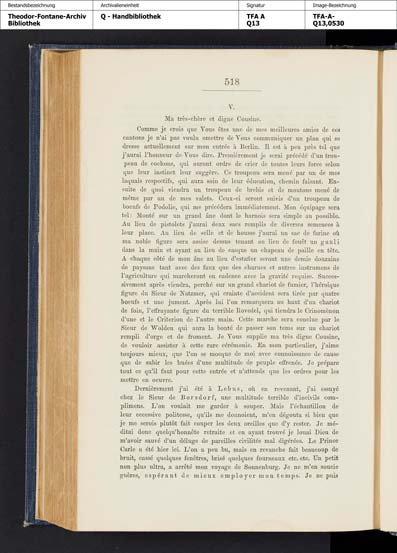 Bestandsbezeichnung
Archivalieneinheit
Signatur
Image-Bezeichnung
Theodor-Fontane-Archiv
Bibliothek
Q - Handbibliothek
TFA A
Q13
TFA-A-
Q13,0530
518
V.
Ma très-chère et digne Cousine.
Comme je crois que Vous êtes une de mes meilleures amies de ces
cantons je n'ai pas voulu omettre de Vous communiquer un plan qui se
dresse actuellement sur mon entrée à Berlin. Il est à peu près tel que
j'aurai l'honneur de Vous dire. Premièrement je serai précédé d'un trou-
peau de cochons, qui auront ordre de crier de toutes leurs force selon
que leur instinct leur suggère. Ce troupeau sera mené par un de mes
laquais respectifs, qui aura soin de leur éducation, chemin faisant. En-
suite de quoi viendra un troupeau de brebis et de moutons mené de
même par un de mes valets. Ceux-ci seront suivis d'un troupeau de
boeufs de Podolie, qui me précédera immédiatement. Mon équipage sera
tel: Monté sur un grand âne dont le harnois sera simple au possible.
Au lieu de pistolets j'aurai deux sacs remplis de diverses semences à
leur place. Au lieu de selle et de housse j'aurai un sac de farine où
ma noble figure sera assise dessus tenant au lieu de fouët un gauli
dans la main et ayant au lieu de casque un chapeau de paille en tête.
A chaque côté de mon âne au lieu d'estafier seront une demie douzaine
de paysans tant avec des faux que des charues et autres instrumens de
l'agriculture qui marcheront en cadence avec la gravité requise. Succes-
sivement après viendra, perché sur un grand chariot de fumier, l'héroique
figure du Sieur de Natzmer, qui crainte d'accident sera tirée par quatre
boeufs et une jument. Après lui l'on remarquera au haut d'un chariot
de foin, l'effrayante figure du terrible Rovedel, qui tiendra le
d'une et le Criterion de l'autre main. Cette marche sera conclue par le
Sieur de Wolden qui aura la bonté de passer son tems sur un chariot
rempli d'orge et de froment. Je Vous supplie ma très digne Cousine,
de vouloir assister à cette rare cérémonie. En mon particulier, j'aime
toujours mieux, que l'on se moque de moi avec connoissance de cause
que de subir les huées d'une multitude de peuple effrenée. Je prépare
tout ce qu'il faut pour cette entrée et n'attends que les ordres pour les
mettre en oeuvre.
Dernièrement j'ai été à Lebus, où en revenant, j'ai essuyé
chez le Sieur de Borsdorf, une multitude terrible d'incivils com-
plimens. L'on vouloit me garder à souper. Mais l'échantillon de
leur excessive politesse, qu'ils me donnoient, m'en dégouta si bien que
je me serois plutôt fait couper les deux oreilles que d'y rester. Je mé-
ditai donc quelqu'honnête retraite et en ayant trouvé je louai Dieu de
m'avoir sauvé d'un déluge de pareilles civilités mal digérées. Le Prince
Carle a été hier ici. L'on a peu bu, mais en revanche fait beaucoup de
bruit, cassé quelques fenêtres, brisé quelques fourneaux etc. etc. Un petit
non plus ultra, a arrêté mon voyage de Sonnenburg. Je ne m'en soucie
guères, espérant de mieux employer mon temps. Je ne puis